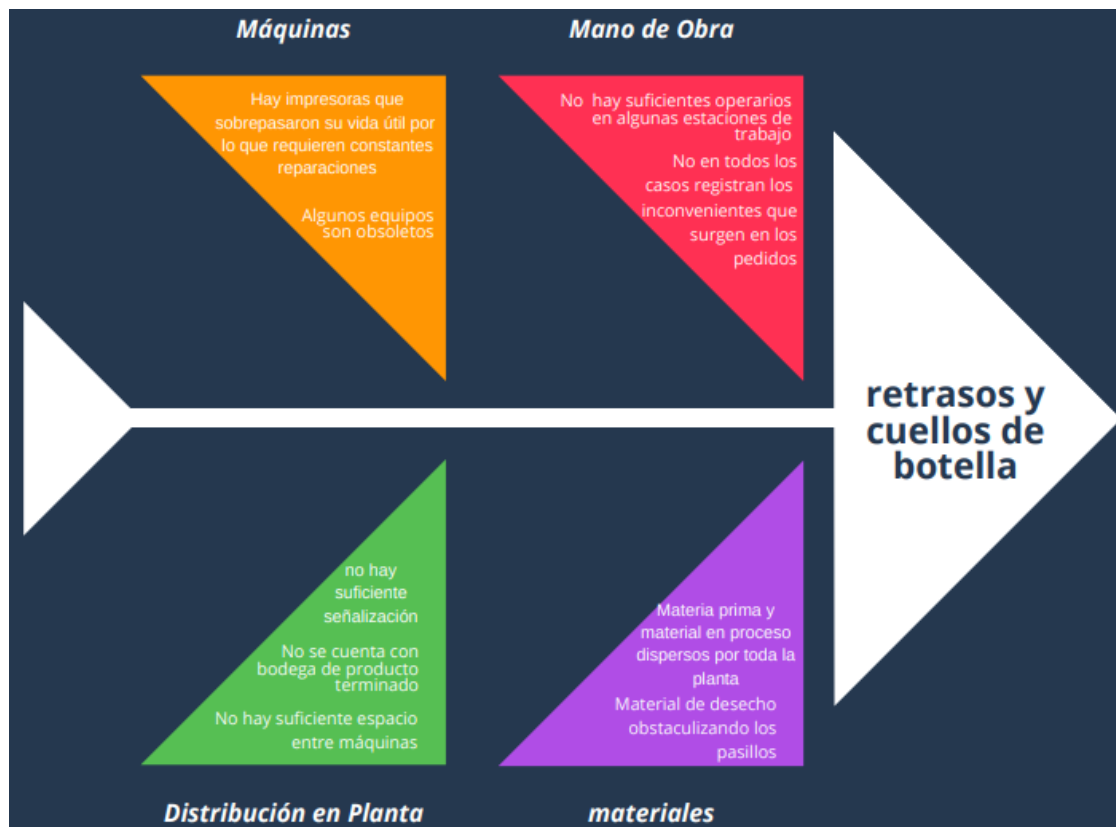 Máquinas
Hay impresoras que
sobrepasaron su vida útil por
lo que requieren constantes
reparaciones
Algunos equipos
son obsoletos
Mano de Obra
No hay suficientes operarios
en algunas estaciones de
trabajo
No en todos los
casos registran los
inconvenientes que
surgen en los
pedidos
retrasos y
cuellos de
botella
no hay
suficiente
señalización
No se cuenta con
bodega de producto
terminado
No hay suficiente espacio
entre máquinas
Distribución en Planta
Materia prima y
material en proceso
dispersos por toda la
planta
Material de desecho
obstaculizando los
pasillos
materiales